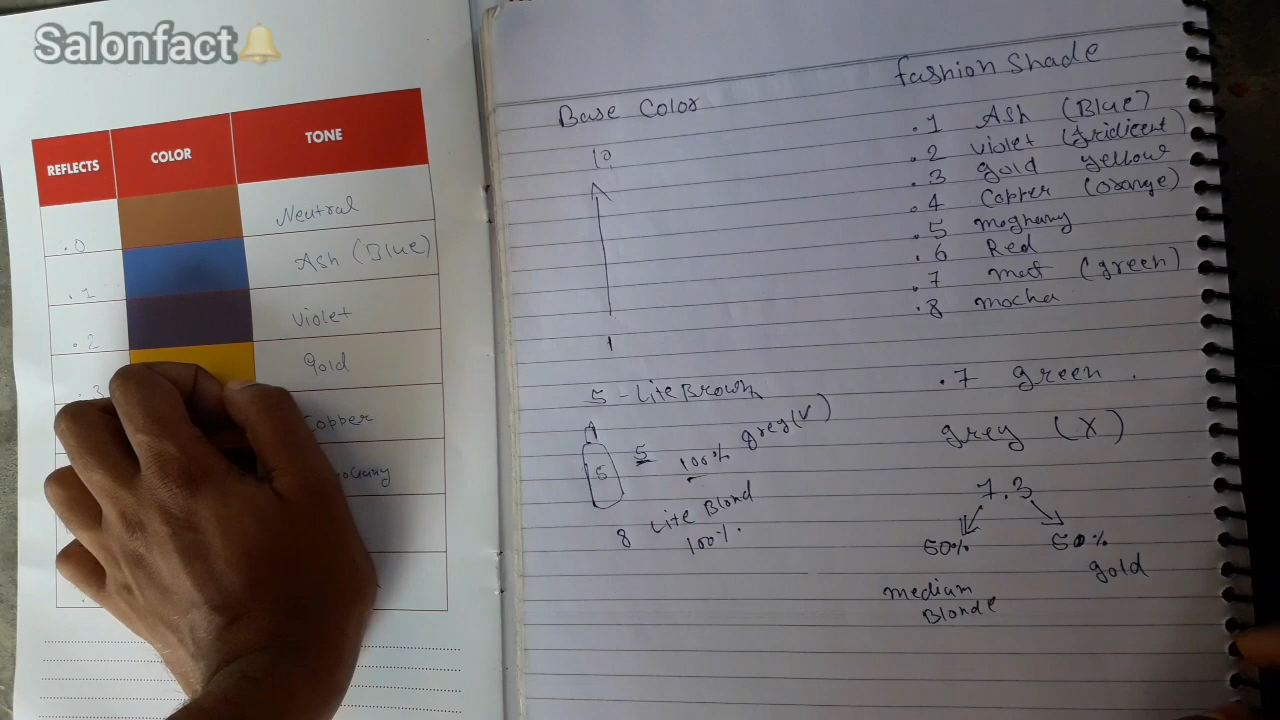 Salonfact
REFLECTS COLOR TONE
.0 Neutral
.1 Ash (Blue)
.2 Violet
.3 gold
Copper
Base Color
10
1
5 - Lite Brown
5 5 100% grey (✓)
8 Lite Blond
100%.
fashion Shade
.1 Ash (Blue)
.2 violet (
.3 gold yellow
.4 Copper (orange)
.5 moghany
.6 Red
.7 mat (green)
.8 mocha
.7 green .
grey (X)
7.3
50% 50%
gold
medium
Blonde